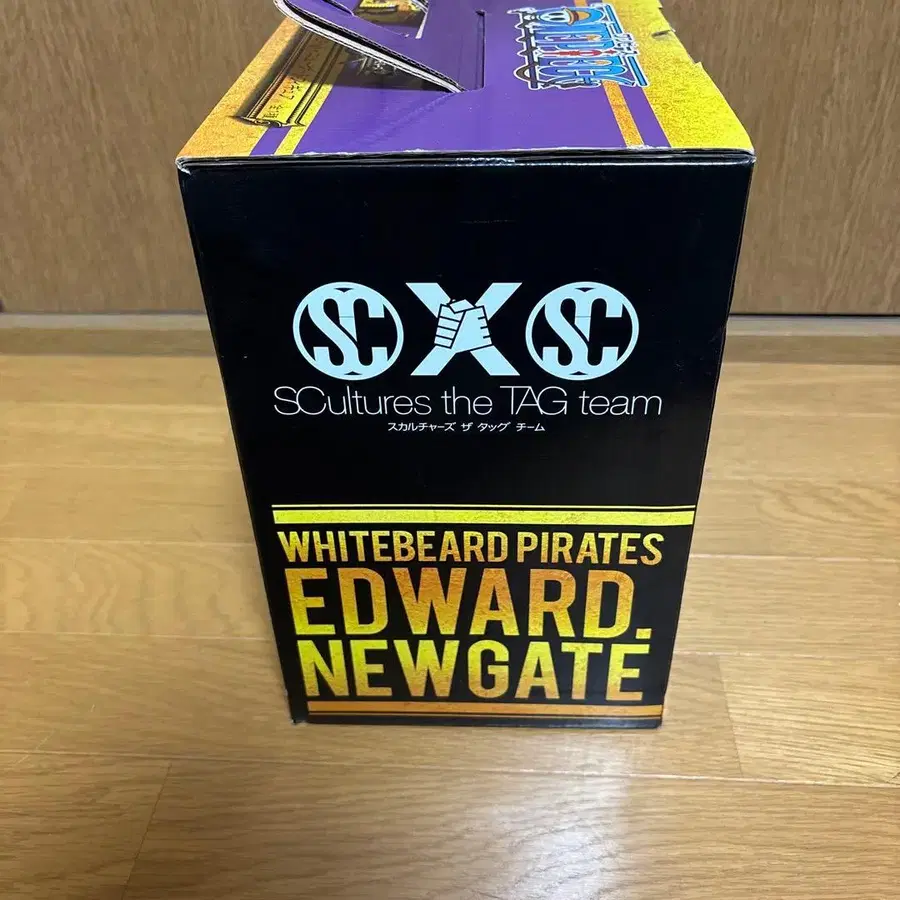 ONE PIECE
SC X SC
SCultures the TAG team
スカルチャーズ ザ タッグ チーム
WHITEBEARD PIRATES
EDWARD.
NEWGATE